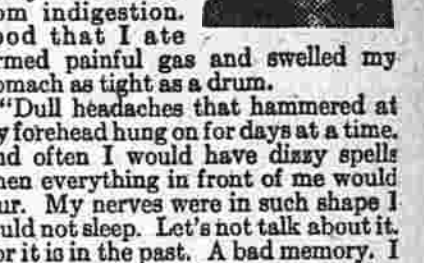 om indigestion.
ood that I ate
rmed painful gas and swelled my
omach as tight as a drum.
"Dull headaches that hammered at
y forehead hung on for days at a time.
nd often I would have dizzy spells
hen everything in front of me would
ur. My nerves were in such shape I
uld not sleep. Let's not talk about it.
or it is in the past. A bad memory. I